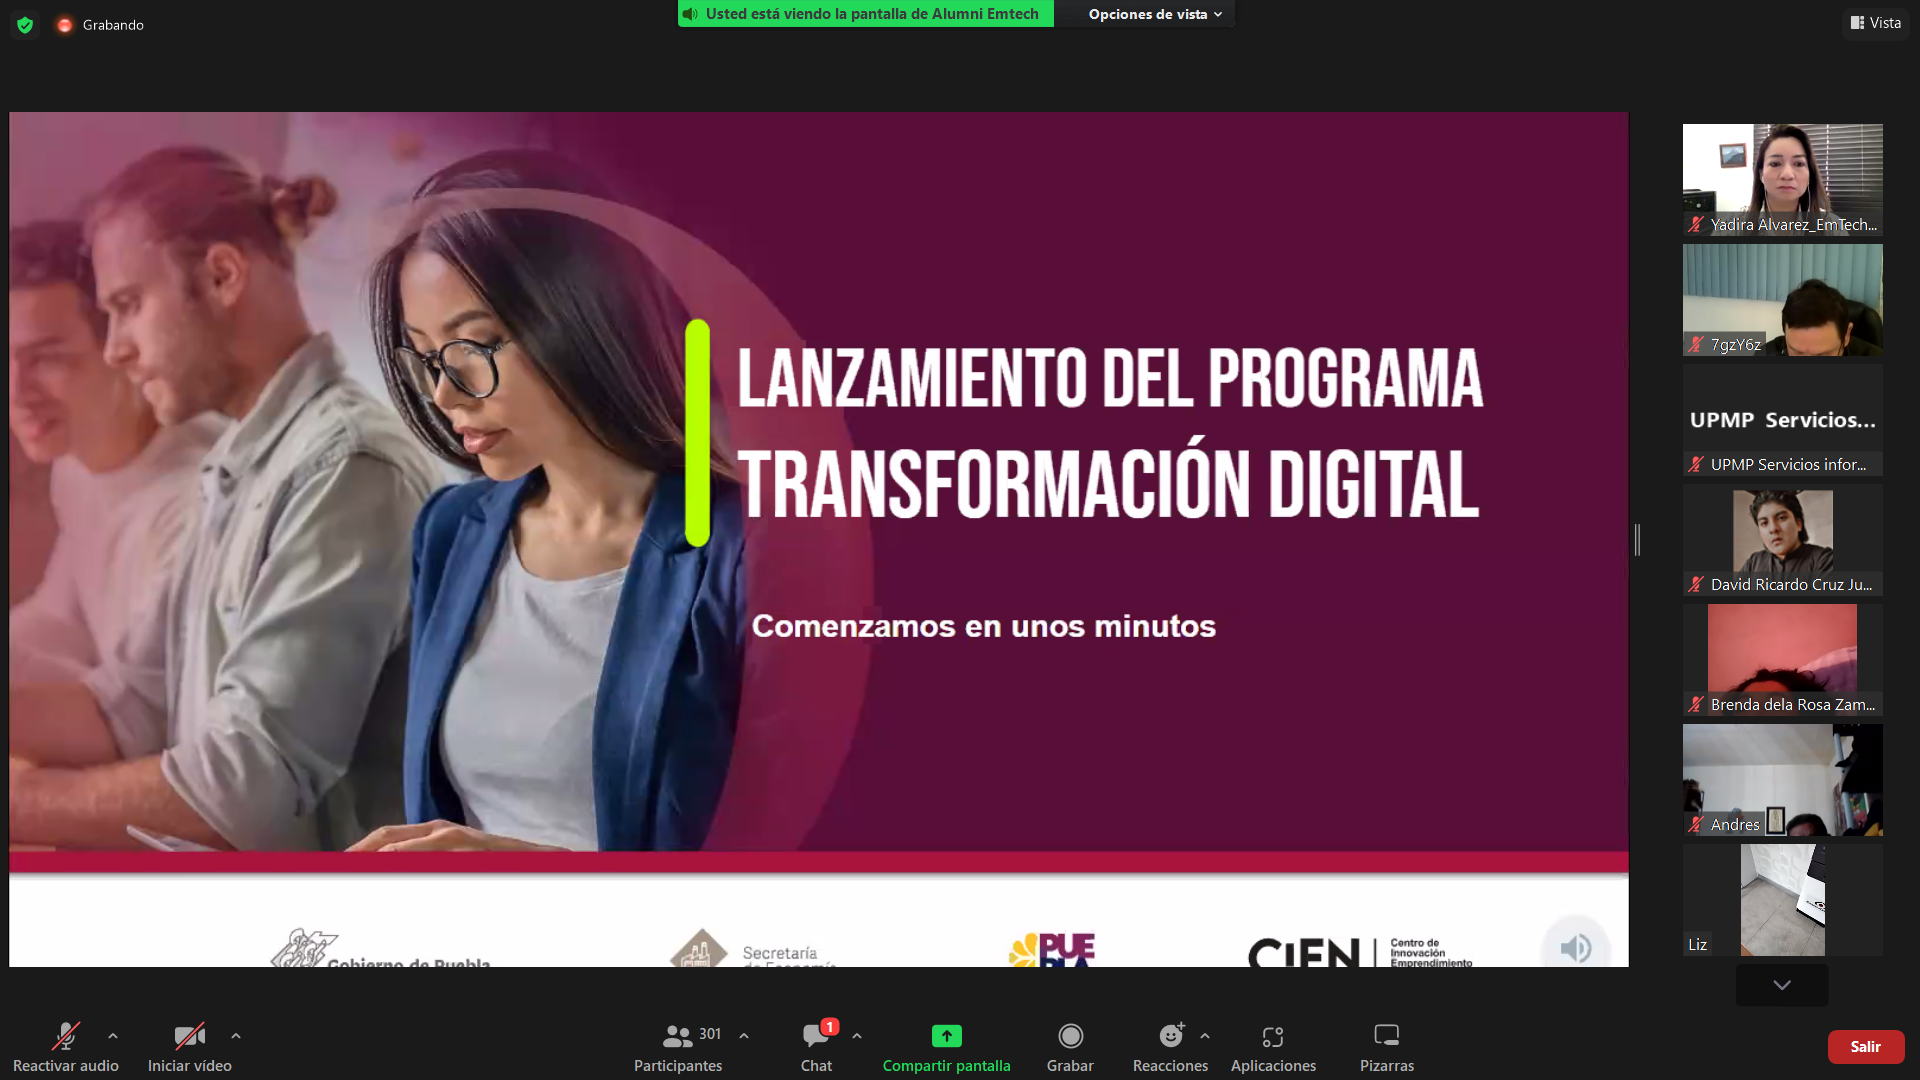 Grabando
Usted está viendo la pantalla de Alumni Emtech
Opciones de vista
Vista
LANZAMIENTO DEL PROGRAMA
TRANSFORMACIÓN DIGITAL
Comenzamos en unos minutos
Gobierno de Puebla
Secretaría
de Economía
PUE
BLA
CIEN
Centro de
Innovación
Emprendimiento
Yadira Alvarez_EmTech...
7gzY6z
UPMP Servicios...
UPMP Servicios infor...
David Ricardo Cruz Ju...
Brenda dela Rosa Zam...
Andres
Liz
Reactivar audio
Iniciar vídeo
301
Participantes
1
Chat
Compartir pantalla
Grabar
Reacciones
Aplicaciones
Pizarras
Salir